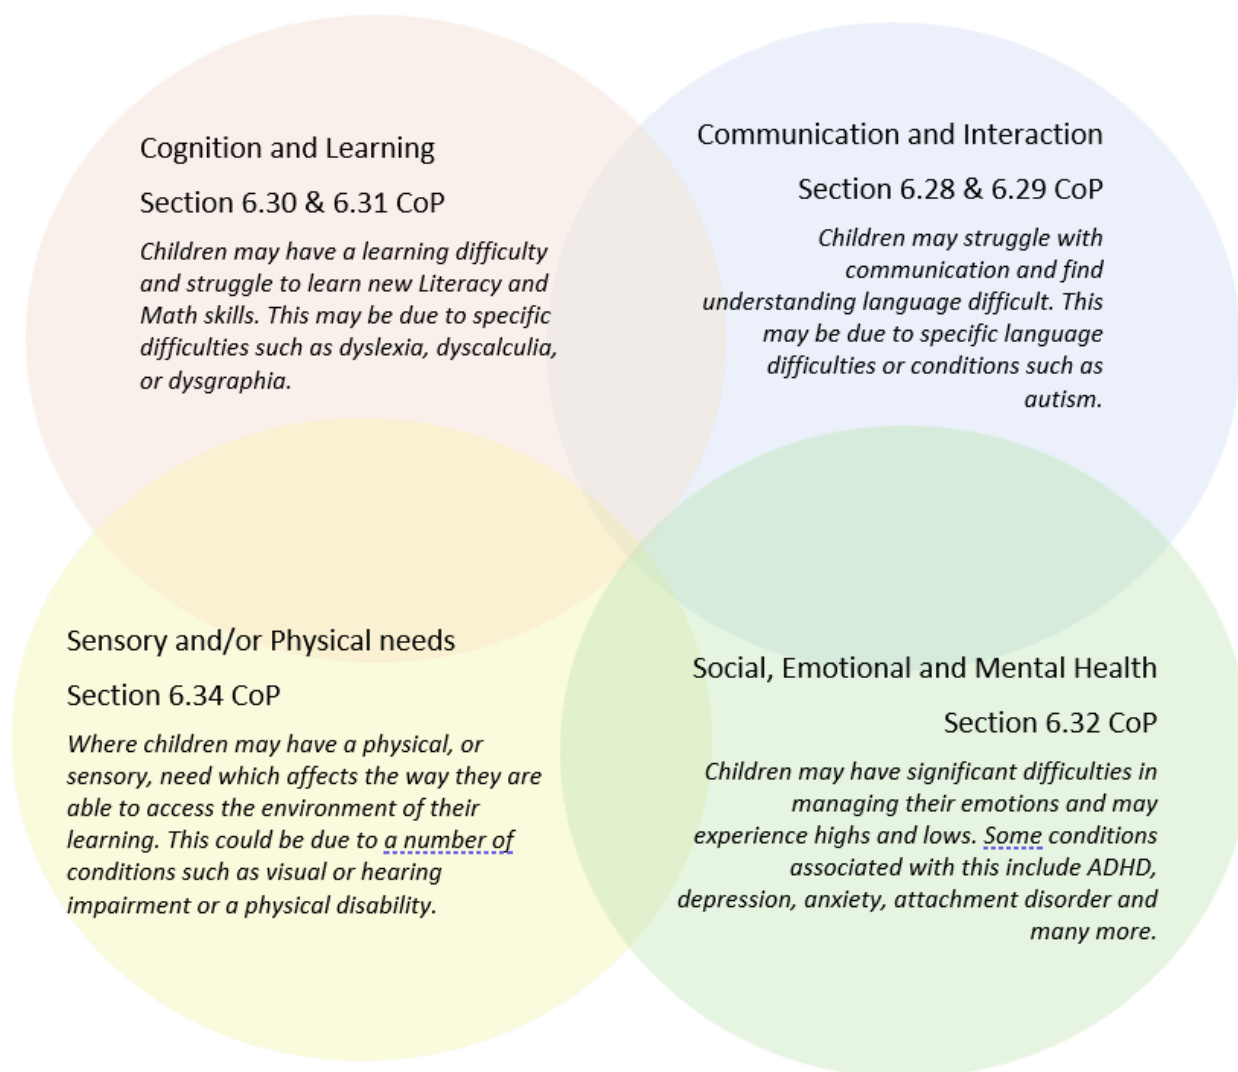 Cognition and Learning
Section 6.30 & 6.31 CoP
Children may have a learning difficulty
and struggle to learn new Literacy and
Math skills. This may be due to specific
difficulties such as dyslexia, dyscalculia,
or dysgraphia.
Communication and Interaction
Section 6.28 & 6.29 CoP
Children may struggle with
communication and find
understanding language difficult. This
may be due to specific language
difficulties or conditions such as
autism.
Sensory and/or Physical needs
Section 6.34 CoP
Where children may have a physical, or
sensory, need which affects the way they are
able to access the environment of their
learning. This could be due to a number of
conditions such as visual or hearing
impairment or a physical disability.
Social, Emotional and Mental Health
Section 6.32 CoP
Children may have significant difficulties in
managing their emotions and may
experience highs and lows. Some conditions
associated with this include ADHD,
depression, anxiety, attachment disorder and
many more.